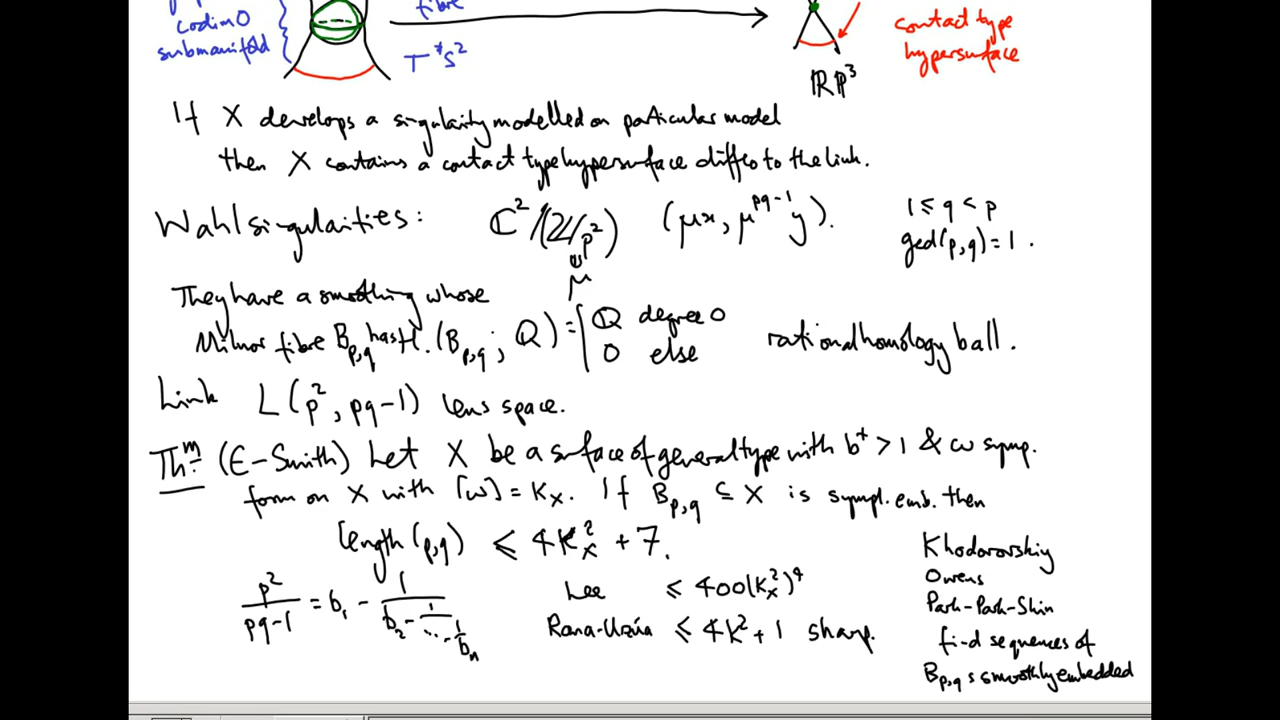 codim 0
submanifold
fibre
T*S²
contact type
hypersurface
RP³
If X develops a singularity modelled on particular model
then X contains a contact type hypersurface diffeo to the link.
Wahl singularities: C²/(Z/p²) (μx, μ^{pq-1}y). 1 ≤ q < p
μ gcd(p,q)=1.
They have a smoothing whose
Milnor fibre B_{p,q} has H.(B_{p,q}; Q) = { Q degree 0
0 else
rational homology ball.
Link L(p², pq-1) lens space.
Thm (E-Smith) Let X be a surface of general type with b⁺ > 1 & ω symp.
form on X with [ω] = K_X. If B_{p,q} ⊆ X is sympl. emb. then
length(p,q) ≤ 4K_X² + 7.
p²/(pq-1) = b₁ - 1/(b₂ - 1/(... - 1/b_n))
Lee ≤ 400(K_X²)⁴
Rana-Urzúa ≤ 4K² + 1 sharp.
Khodorovskiy
Owens
Park-Park-Shin
find sequences of
B_{p,q}s smoothly embedded